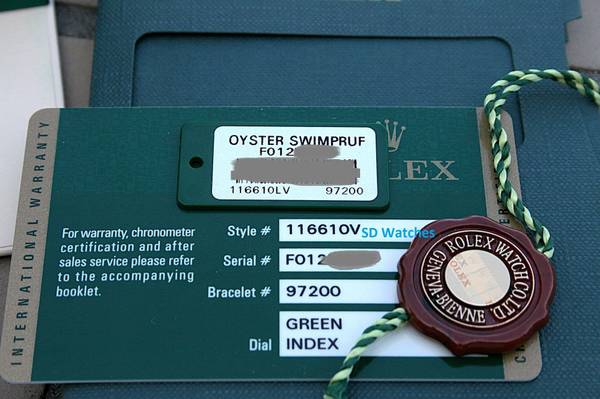 OYSTER SWIMPRUF
F012
116610LV 97200
ROLEX
INTERNATIONAL WARRANTY
For warranty, chronometer
certification and after
sales service please refer
to the accompanying
booklet.
Style # 116610V SD Watches
Serial # F012
Bracelet # 97200
Dial GREEN
INDEX
ROLEX WATCH CO LTD.
GENEVA BIENNE
ROLEX